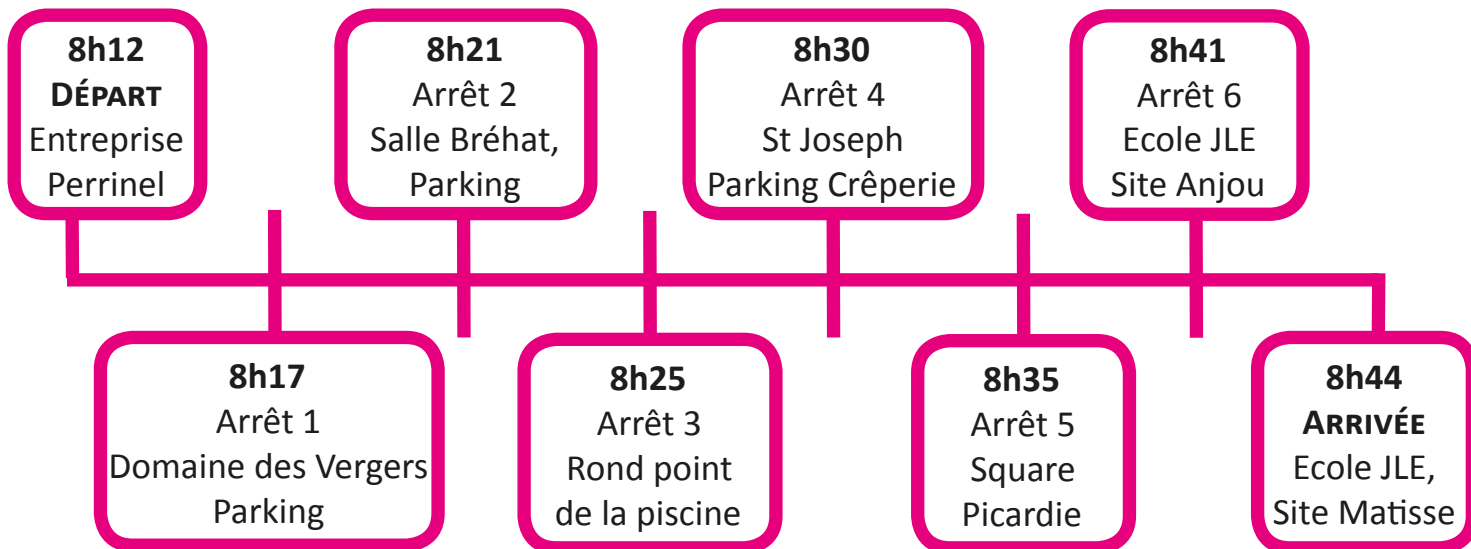 8h12
DÉPART
Entreprise
Perrinel
8h17
Arrêt 1
Domaine des Vergers
Parking
8h21
Arrêt 2
Salle Bréhat,
Parking
8h25
Arrêt 3
Rond point
de la piscine
8h30
Arrêt 4
St Joseph
Parking Crêperie
8h35
Arrêt 5
Square
Picardie
8h41
Arrêt 6
Ecole JLE
Site Anjou
8h44
ARRIVÉE
Ecole JLE,
Site Matisse